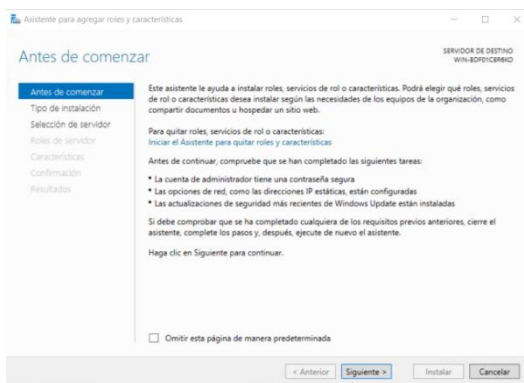 Asistente para agregar roles y características
Antes de comenzar
SERVIDOR DE DESTINO
Antes de comenzar
Tipo de instalación
Selección de servidor
Roles de servidor
Características
Confirmación
Resultados
Este asistente le ayuda a instalar roles, servicios de rol o características. Podrá elegir qué roles, servicios
de rol o características desea instalar según las necesidades de los equipos de la organización, como
compartir documentos u hospedar un sitio web.
Para quitar roles, servicios de rol o características:
Iniciar el Asistente para quitar roles y características
Antes de continuar, compruebe que se han completado las siguientes tareas:
• La cuenta de administrador tiene una contraseña segura
• Las opciones de red, como las direcciones IP estáticas, están configuradas
• Las actualizaciones de seguridad más recientes de Windows Update están instaladas
Si debe comprobar que se ha completado cualquiera de los requisitos previos anteriores, cierre el
asistente, complete los pasos y, después, ejecute de nuevo el asistente.
Haga clic en Siguiente para continuar.
Omitir esta página de manera predeterminada
< Anterior
Siguiente >
Instalar
Cancelar